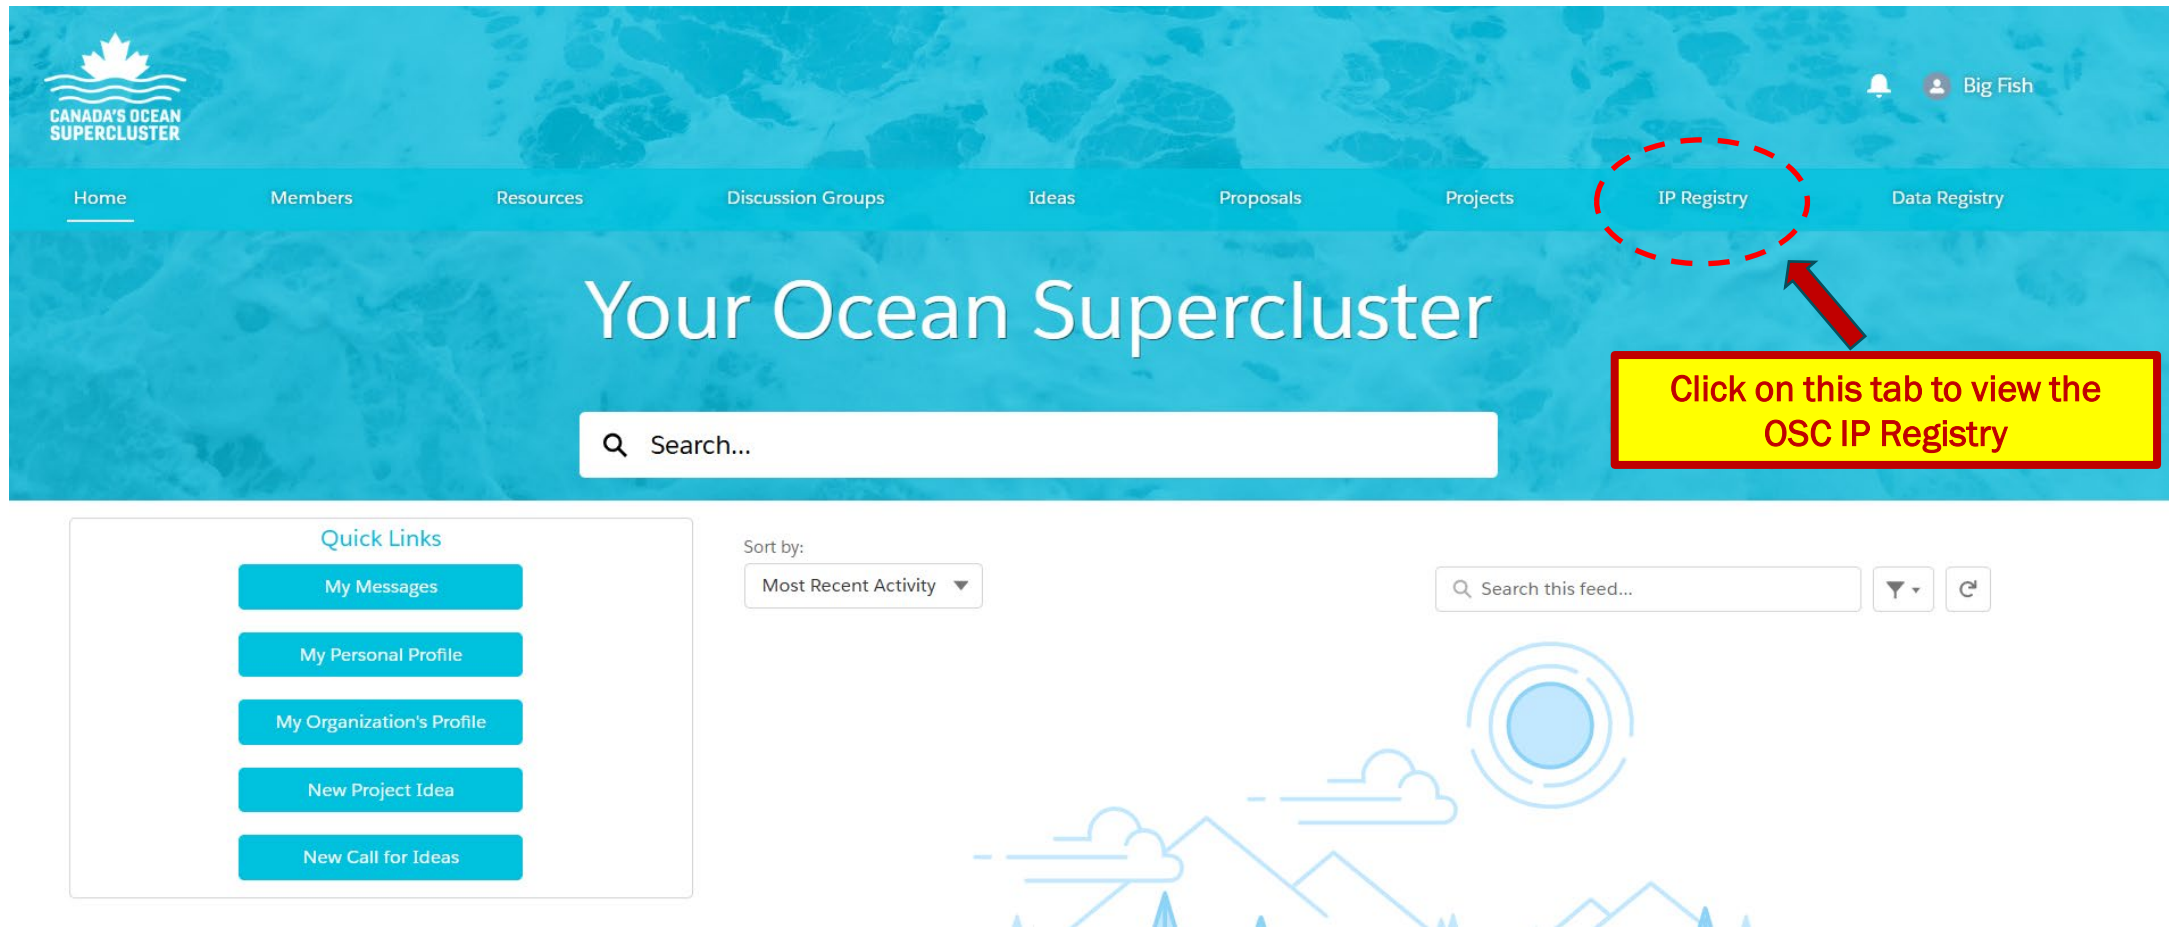 CANADA'S OCEAN
SUPERCLUSTER
Big Fish
Home
Members
Resources
Discussion Groups
Ideas
Proposals
Projects
IP Registry
Data Registry
Your Ocean Supercluster
Click on this tab to view the
OSC IP Registry
Search...
Quick Links
My Messages
My Personal Profile
My Organization's Profile
New Project Idea
New Call for Ideas
Sort by:
Most Recent Activity
Search this feed...